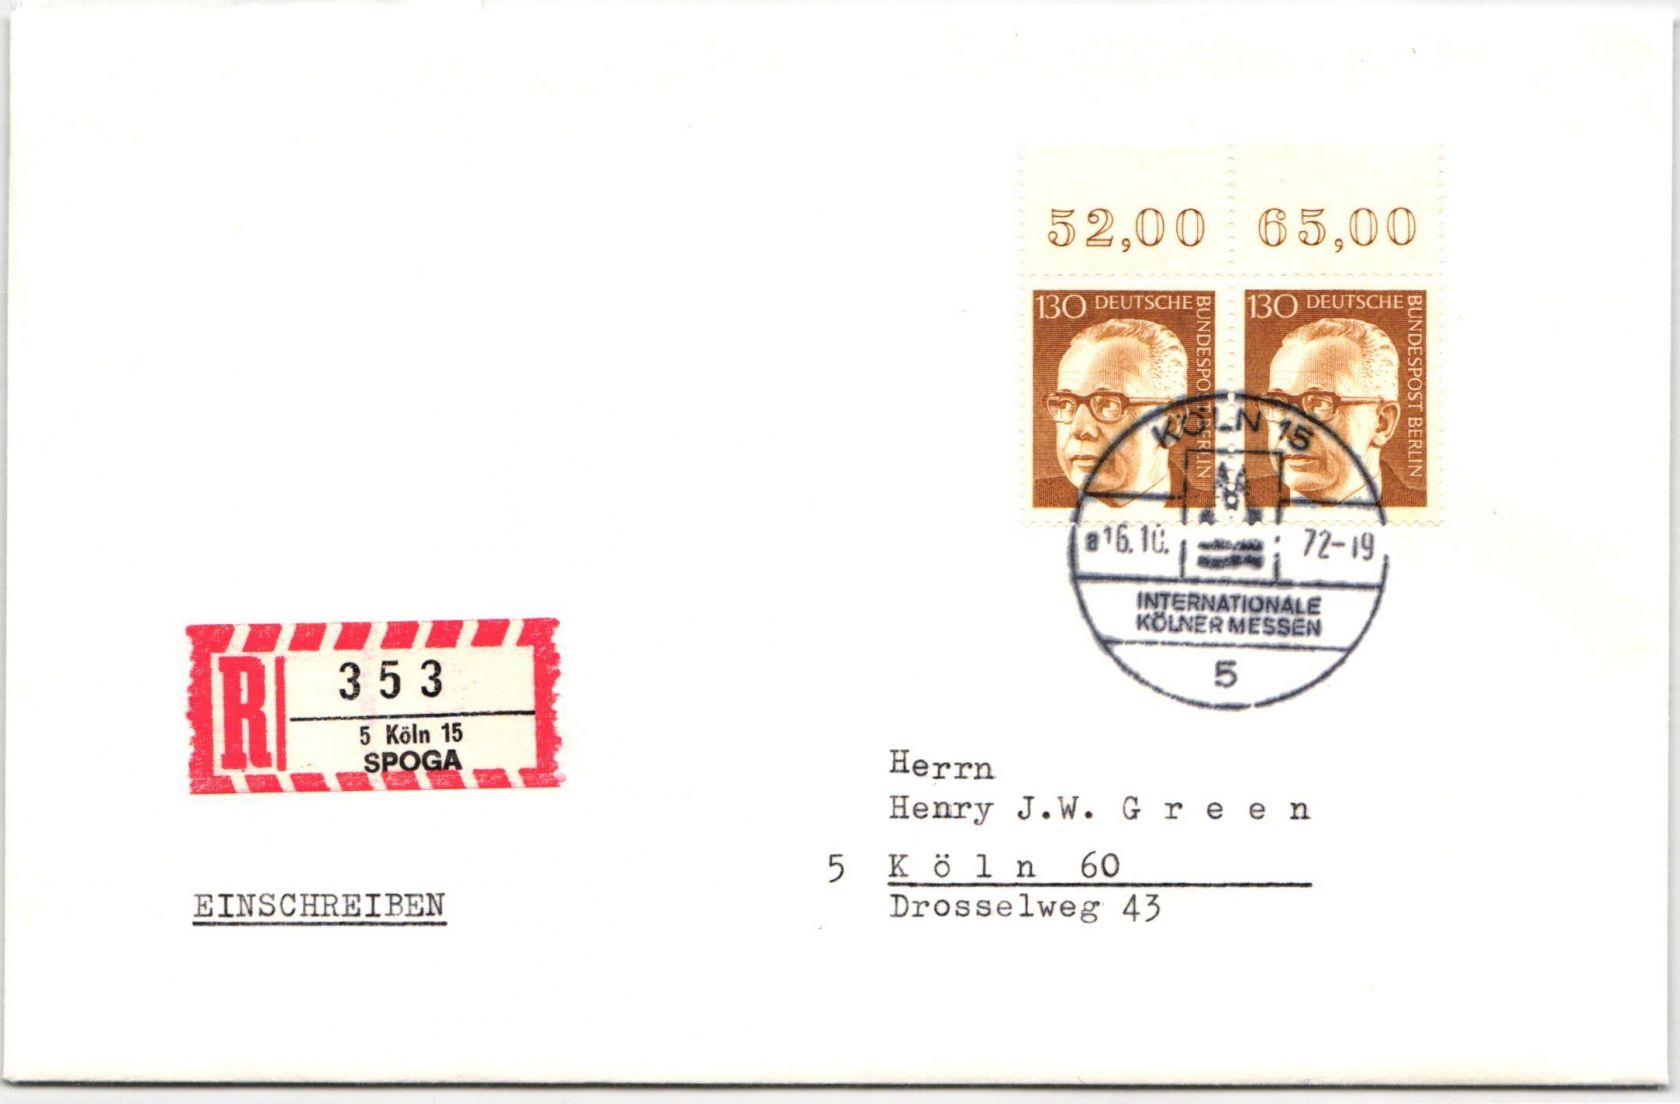 52,00 65,00
130 DEUTSCHE BUNDESPOST BERLIN
130 DEUTSCHE BUNDESPOST BERLIN
KÖLN 15
a 16.10. 72-19
INTERNATIONALE
KÖLNER MESSEN
5
R 353
5 Köln 15
SPOGA
Herrn
Henry J.W. G r e e n
5 K ö l n 60
Drosselweg 43
EINSCHREIBEN